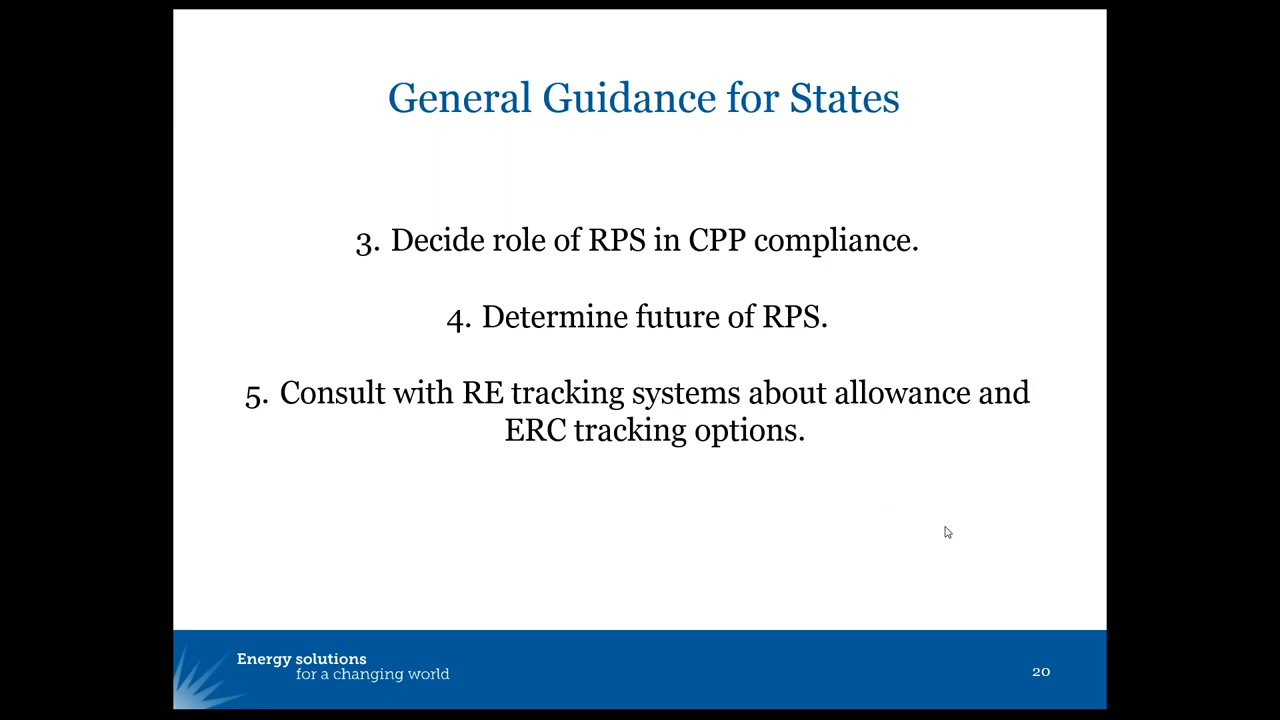 General Guidance for States
3. Decide role of RPS in CPP compliance.
4. Determine future of RPS.
5. Consult with RE tracking systems about allowance and
ERC tracking options.
Energy solutions
for a changing world
20